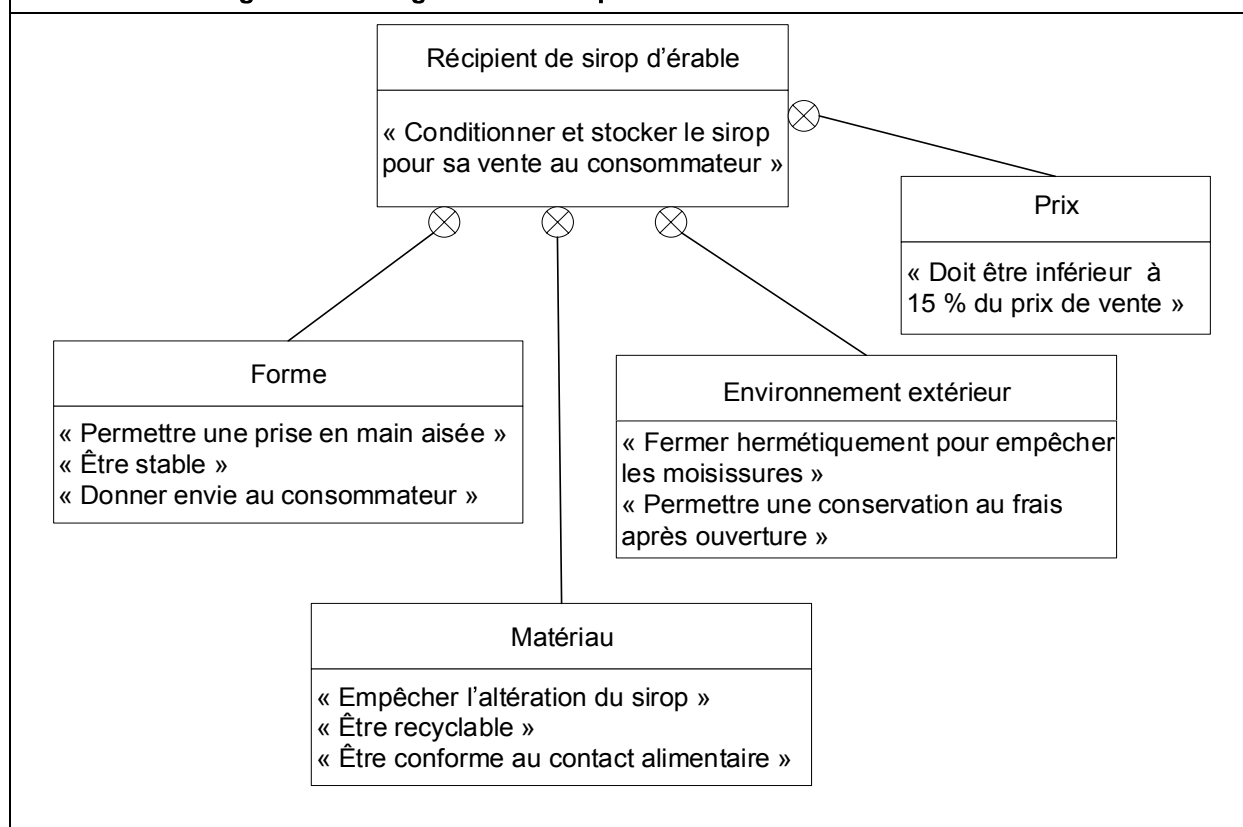 Récipient de sirop d'érable
« Conditionner et stocker le sirop
pour sa vente au consommateur »
Prix
« Doit être inférieur  à
15 % du prix de vente »
Forme
« Permettre une prise en main aisée »
« Être stable »
« Donner envie au consommateur »
Environnement extérieur
« Fermer hermétiquement pour empêcher
les moisissures »
« Permettre une conservation au frais
après ouverture »
Matériau
« Empêcher l'altération du sirop »
« Être recyclable »
« Être conforme au contact alimentaire »